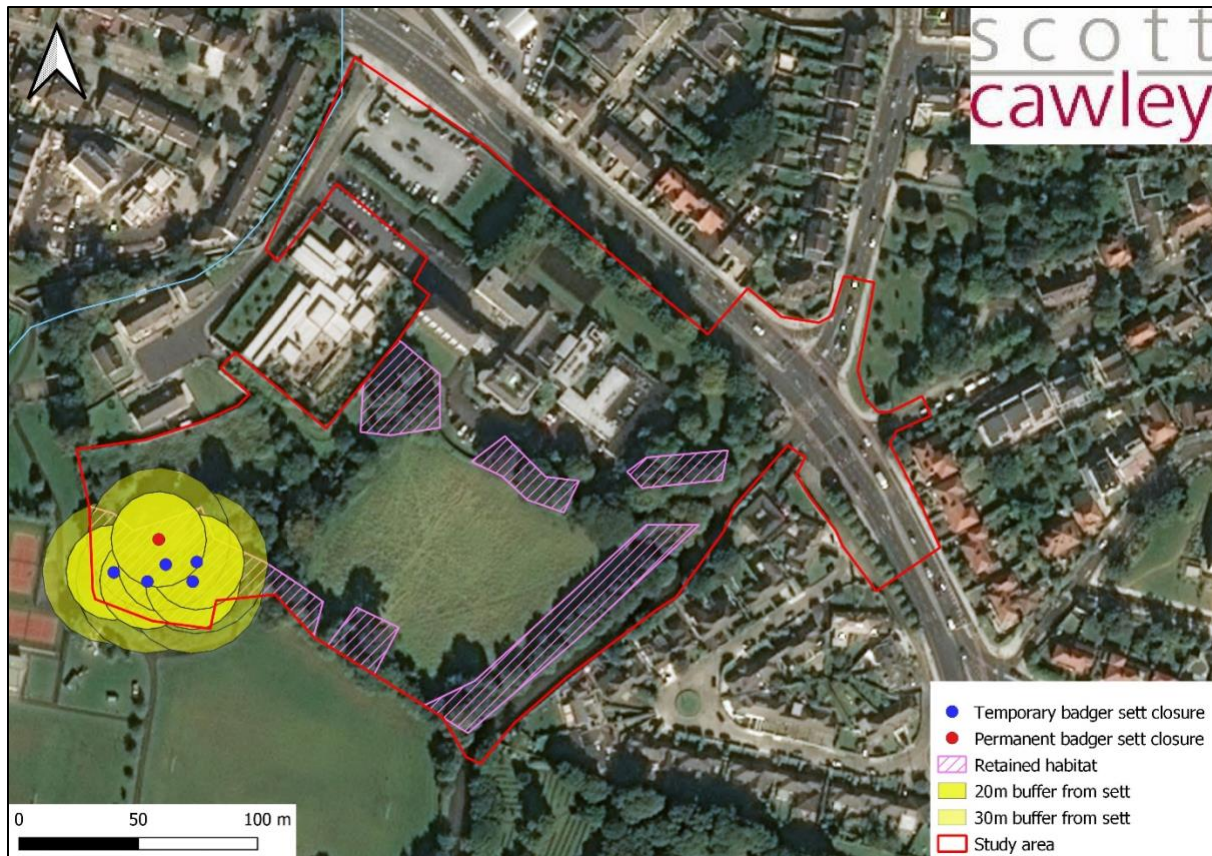 scott
cawley
Temporary badger sett closure
Permanent badger sett closure
Retained habitat
20m buffer from sett
30m buffer from sett
Study area
0 50 100 m